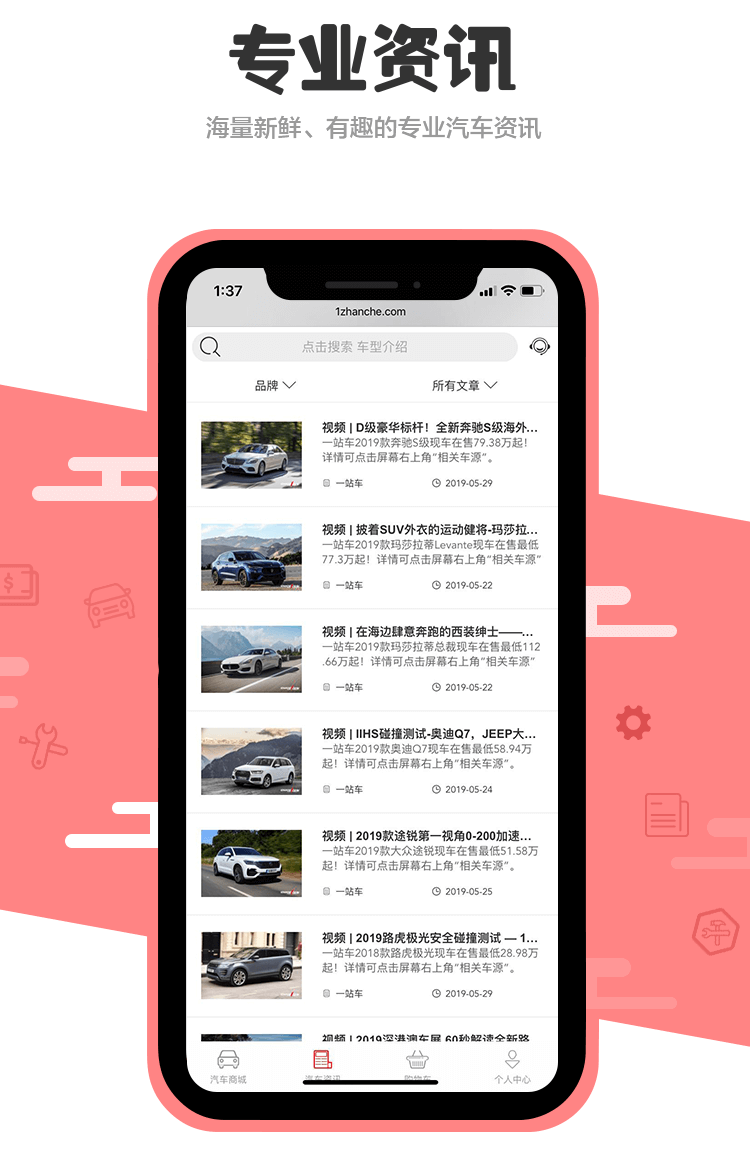 专业资讯
海量新鲜、有趣的专业汽车资讯
1:37
1zhanche.com
点击搜索 车型介绍
品牌
所有文章
视频 | D级豪华标杆！全新奔驰S级海外...
一站车2019款奔驰S级现车在售79.38万起！
详情可点击屏幕右上角“相关车源”。
一站车
2019-05-29
视频 | 披着SUV外衣的运动健将-玛莎拉...
一站车2019款玛莎拉蒂Levante现车在售最低
77.3万起！详情可点击屏幕右上角“相关车源”
一站车
2019-05-22
视频 | 在海边肆意奔跑的西装绅士——...
一站车2019款玛莎拉蒂总裁现车在售最低112
.66万起！详情可点击屏幕右上角“相关车源”
一站车
2019-05-22
视频 | IIHS碰撞测试-奥迪Q7，JEEP大...
一站车2019款奥迪Q7现车在售最低58.94万
起！详情可点击屏幕右上角“相关车源”。
一站车
2019-05-24
视频 | 2019款途锐第一视角0-200加速...
一站车2019款大众途锐现车在售最低51.58万
起！详情可点击屏幕右上角“相关车源”。
一站车
2019-05-25
视频 | 2019路虎极光安全碰撞测试 — 1...
一站车2018款路虎极光现车在售最低28.98万
起！详情可点击屏幕右上角“相关车源”。
一站车
2019-05-29
视频 | 2019深港澳车展 60秒解读全新路
汽车商城
汽车资讯
购物车
个人中心